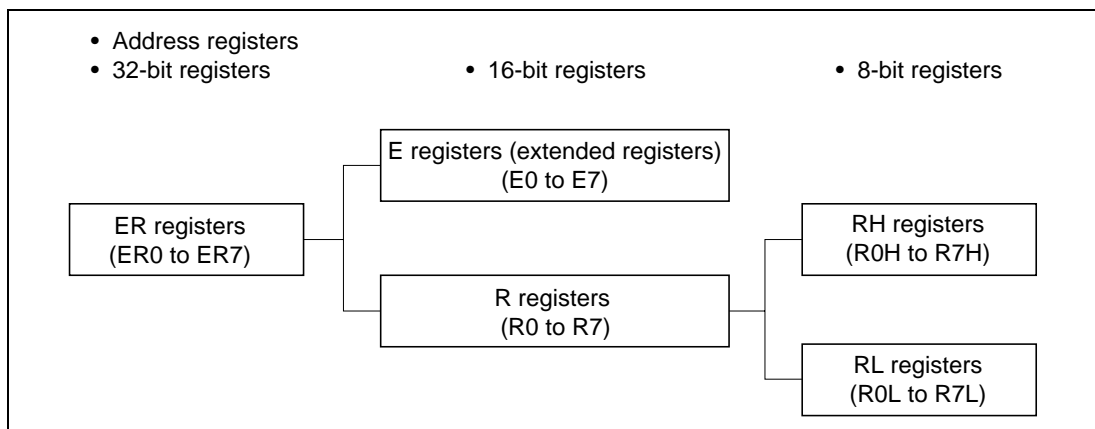 • Address registers
• 32-bit registers
• 16-bit registers
• 8-bit registers
E registers (extended registers)
(E0 to E7)
ER registers
(ER0 to ER7)
RH registers
(R0H to R7H)
R registers
(R0 to R7)
RL registers
(R0L to R7L)